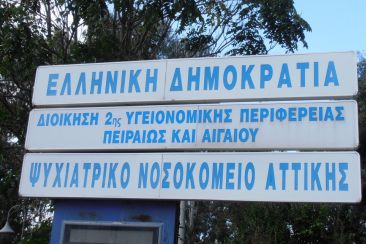 ΕΛΛΗΝΙΚΗ ΔΗΜΟΚΡΑΤΙΑ
ΔΙΟΙΚΗΣΗ 2ης ΥΓΕΙΟΝΟΜΙΚΗΣ ΠΕΡΙΦΕΡΕΙΑΣ
ΠΕΙΡΑΙΩΣ ΚΑΙ ΑΙΓΑΙΟΥ
ΨΥΧΙΑΤΡΙΚΟ ΝΟΣΟΚΟΜΕΙΟ ΑΤΤΙΚΗΣ